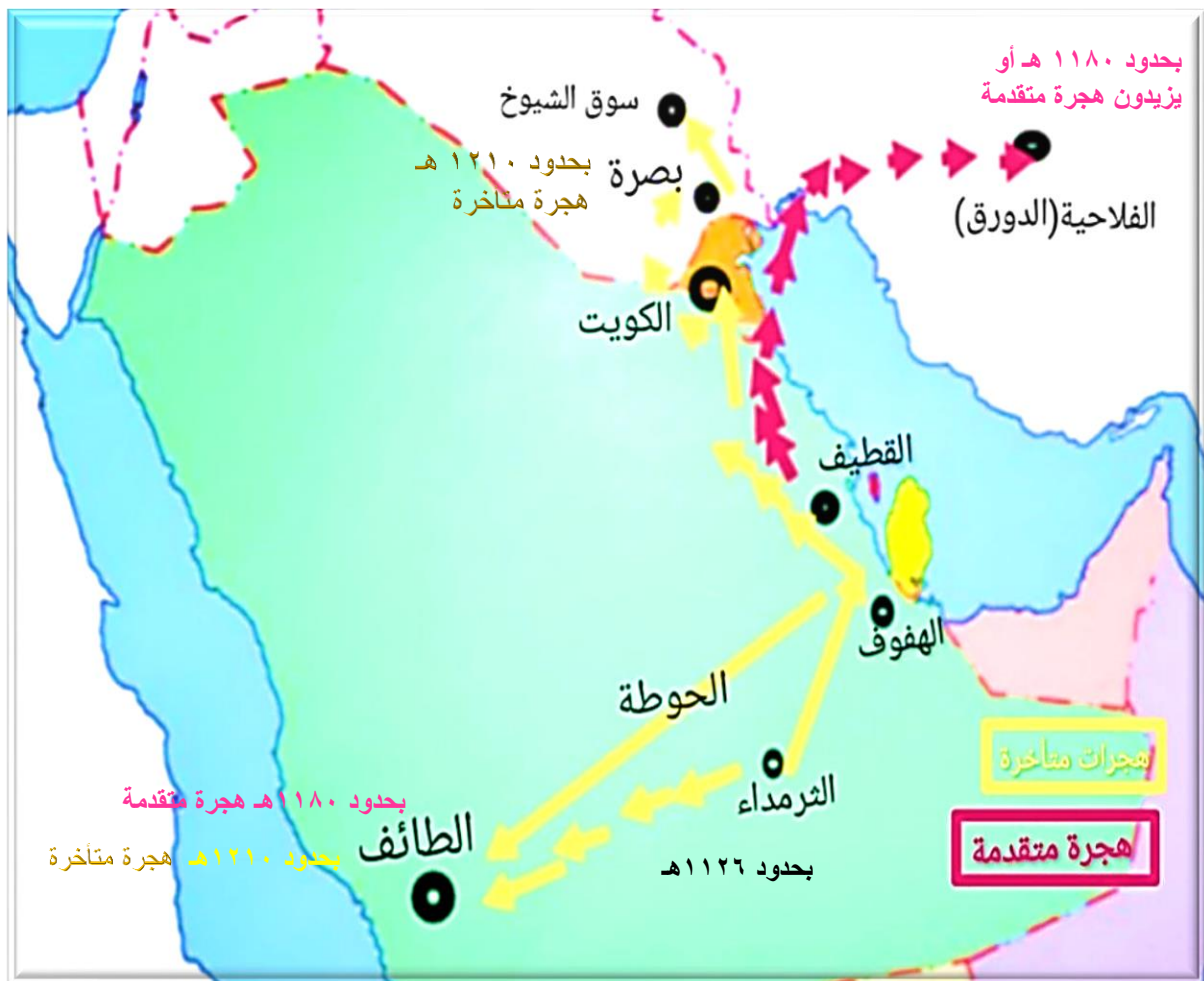 بحدود ١١٨٠ هـ أو
يزيدون هجرة متقدمة
سوق الشيوخ
بحدود ١٢١٠ هـ
هجرة متاخرة
بصرة
الفلاحية(الدورق)
الكويت
القطيف
الهفوف
الحوطة
هجرات متأخرة
الثرمداء
بحدود ١١٨٠هـ هجرة متقدمة
الطائف
بحدود ١٢١٠هـ هجرة متأخرة
هجرة متقدمة
بحدود ١١٢٦هـ